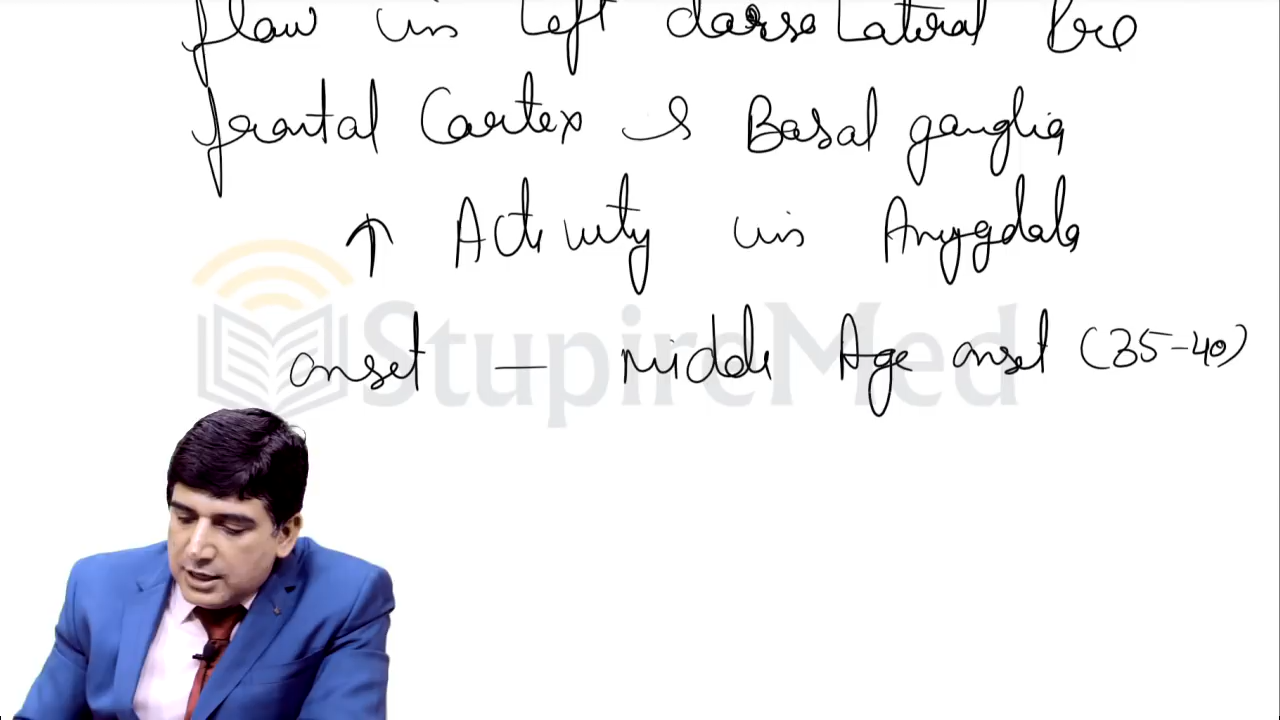 flow in left dorso Lateral Pre
frontal Cortex & Basal ganglia
↑ Activity in Amygdala
onset — Middle Age onset (35-40)
StupireMed